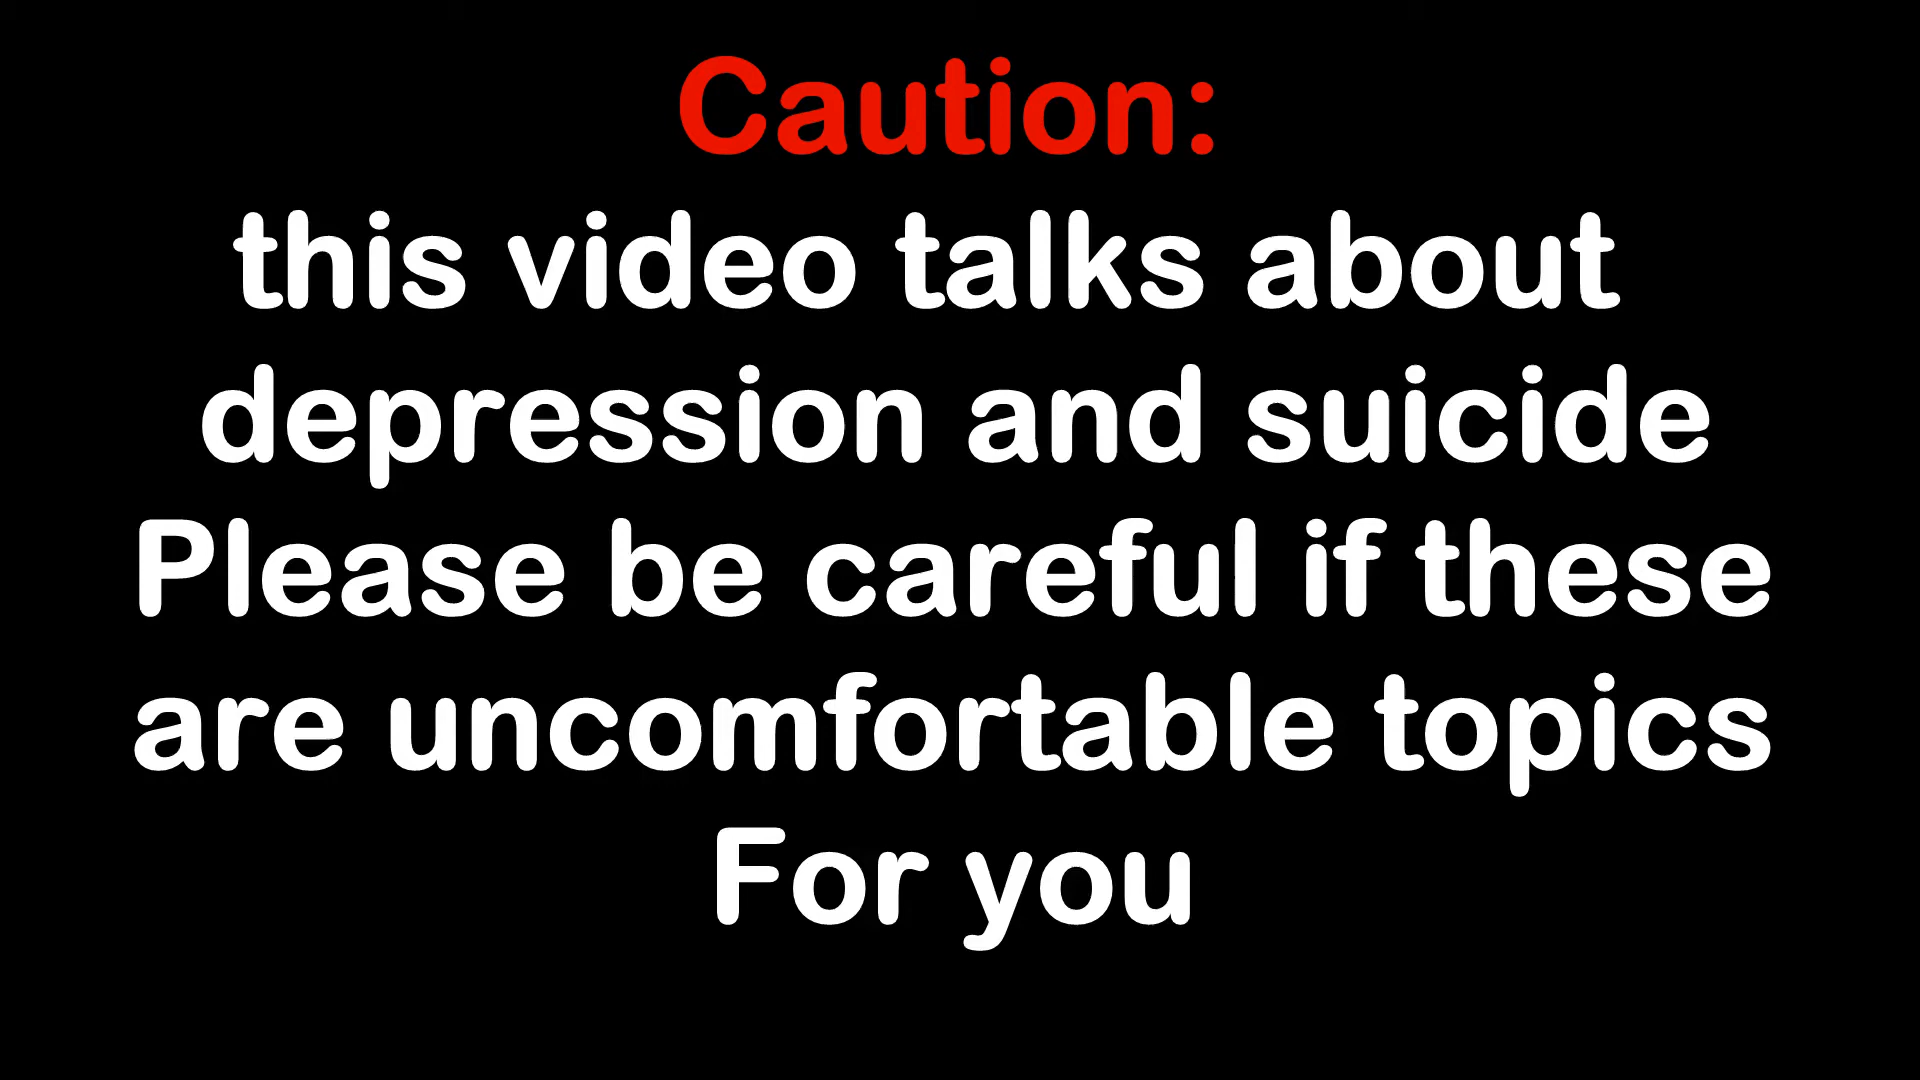 Caution:
this video talks about
depression and suicide
Please be careful if these
are uncomfortable topics
For you